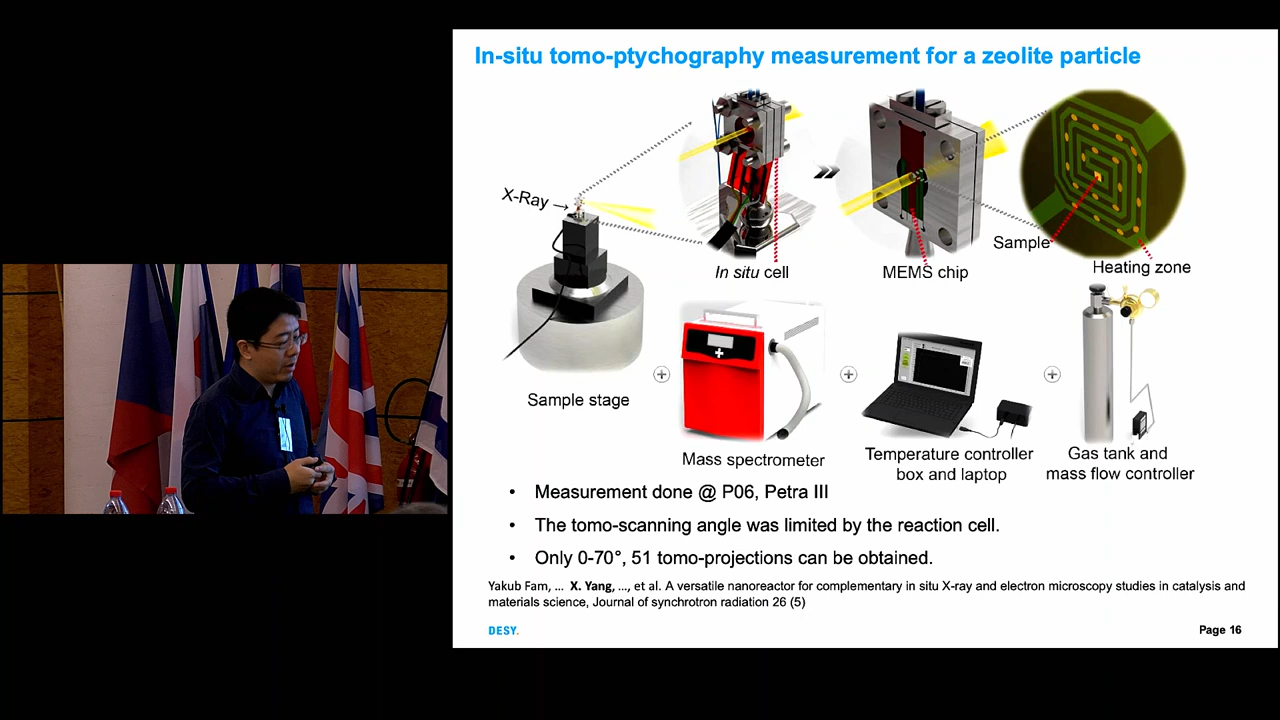 In-situ tomo-ptychography measurement for a zeolite particle
X-Ray
In situ cell
MEMS chip
Sample
Heating zone
Sample stage
Mass spectrometer
Temperature controller
box and laptop
Gas tank and
mass flow controller
• Measurement done @ P06, Petra III
• The tomo-scanning angle was limited by the reaction cell.
• Only 0-70°, 51 tomo-projections can be obtained.
Yakub Fam, ... X. Yang, ..., et al. A versatile nanoreactor for complementary in situ X-ray and electron microscopy studies in catalysis and
materials science, Journal of synchrotron radiation 26 (5)
DESY.
Page 16